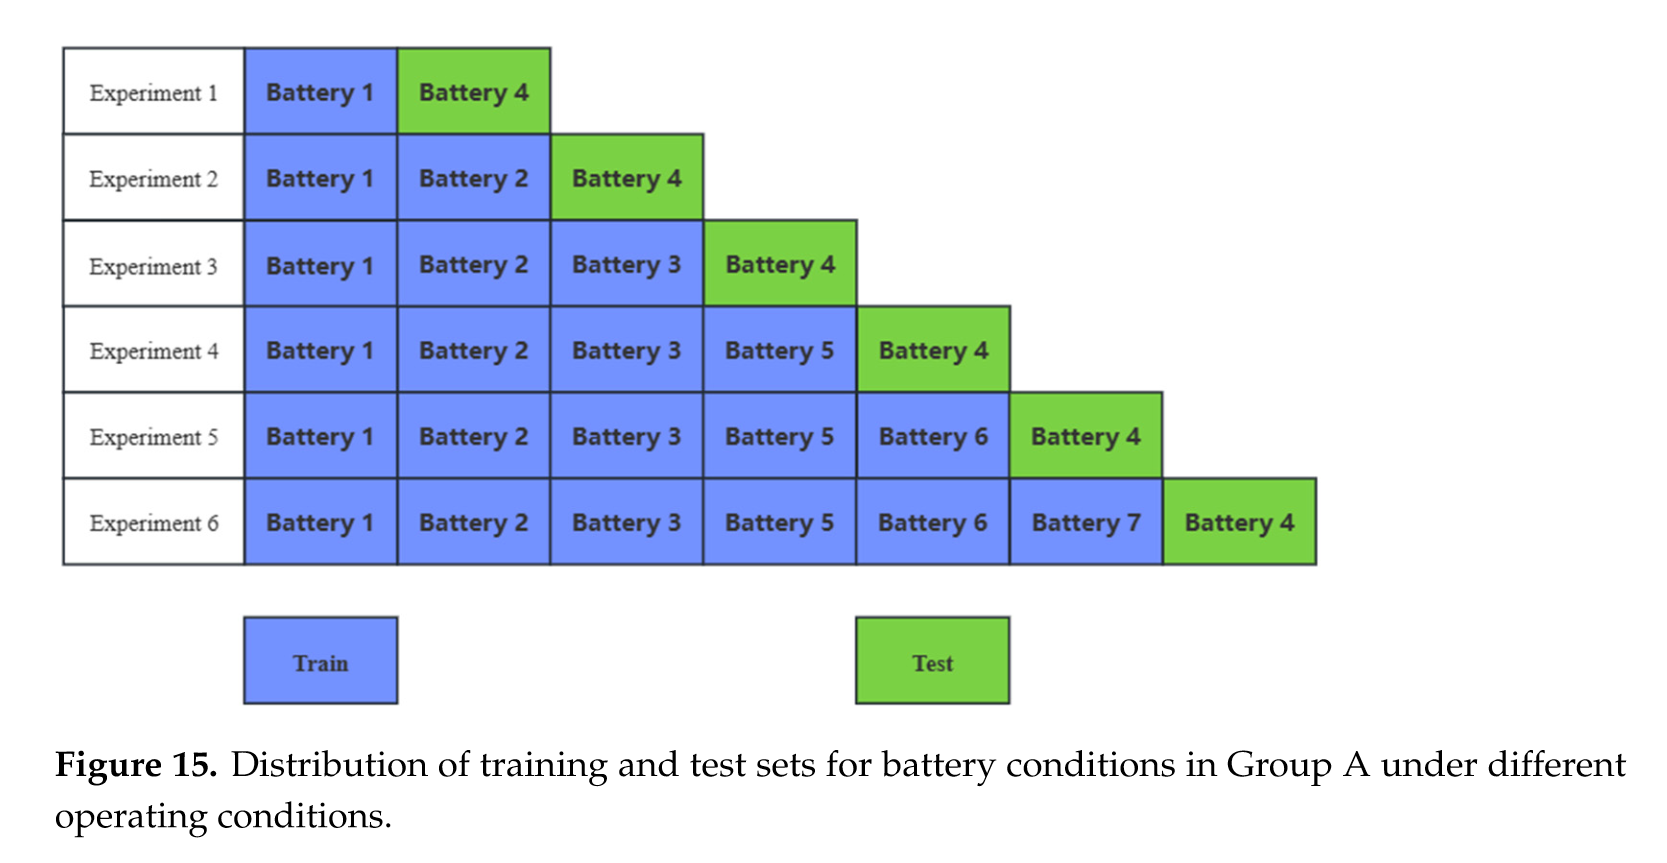 Experiment 1 Battery 1 Battery 4
Experiment 2 Battery 1 Battery 2 Battery 4
Experiment 3 Battery 1 Battery 2 Battery 3 Battery 4
Experiment 4 Battery 1 Battery 2 Battery 3 Battery 5 Battery 4
Experiment 5 Battery 1 Battery 2 Battery 3 Battery 5 Battery 6 Battery 4
Experiment 6 Battery 1 Battery 2 Battery 3 Battery 5 Battery 6 Battery 7 Battery 4
Train Test
Figure 15. Distribution of training and test sets for battery conditions in Group A under different
operating conditions.